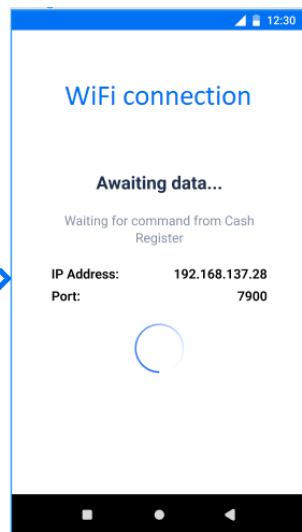 12:30
WiFi connection
Awaiting data...
Waiting for command from Cash
Register
IP Address: 192.168.137.28
Port: 7900